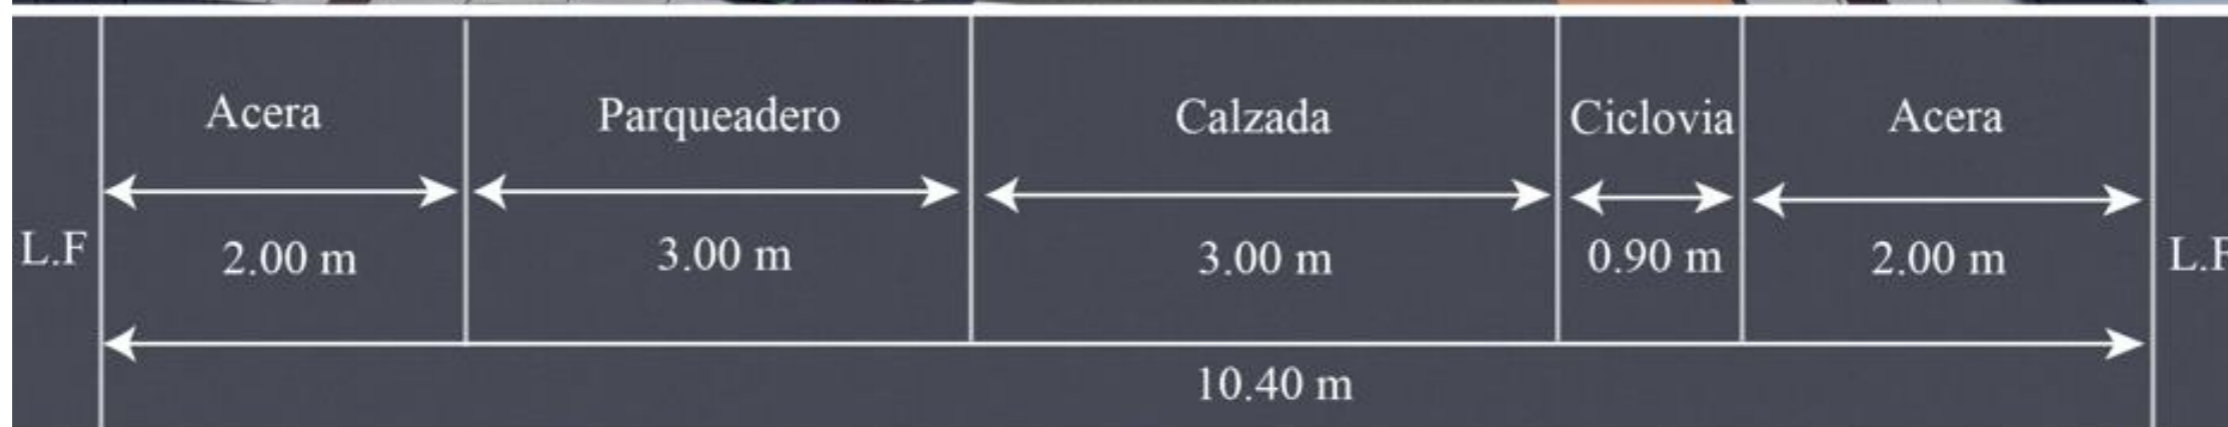 Acera Parqueadero Calzada Ciclovia Acera
L.F 2.00 m 3.00 m 3.00 m 0.90 m 2.00 m L.F
10.40 m